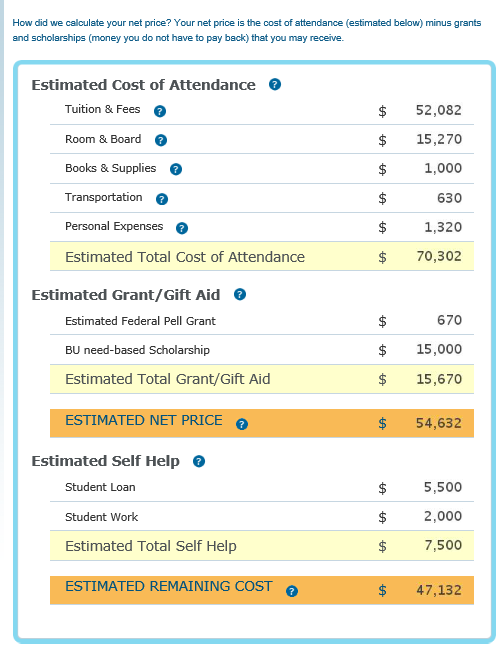 How did we calculate your net price? Your net price is the cost of attendance (estimated below) minus grants
and scholarships (money you do not have to pay back) that you may receive.
Estimated Cost of Attendance ?
Tuition & Fees ? $ 52,082
Room & Board ? $ 15,270
Books & Supplies ? $ 1,000
Transportation ? $ 630
Personal Expenses ? $ 1,320
Estimated Total Cost of Attendance $ 70,302
Estimated Grant/Gift Aid ?
Estimated Federal Pell Grant $ 670
BU need-based Scholarship $ 15,000
Estimated Total Grant/Gift Aid $ 15,670
ESTIMATED NET PRICE ? $ 54,632
Estimated Self Help ?
Student Loan $ 5,500
Student Work $ 2,000
Estimated Total Self Help $ 7,500
ESTIMATED REMAINING COST ? $ 47,132